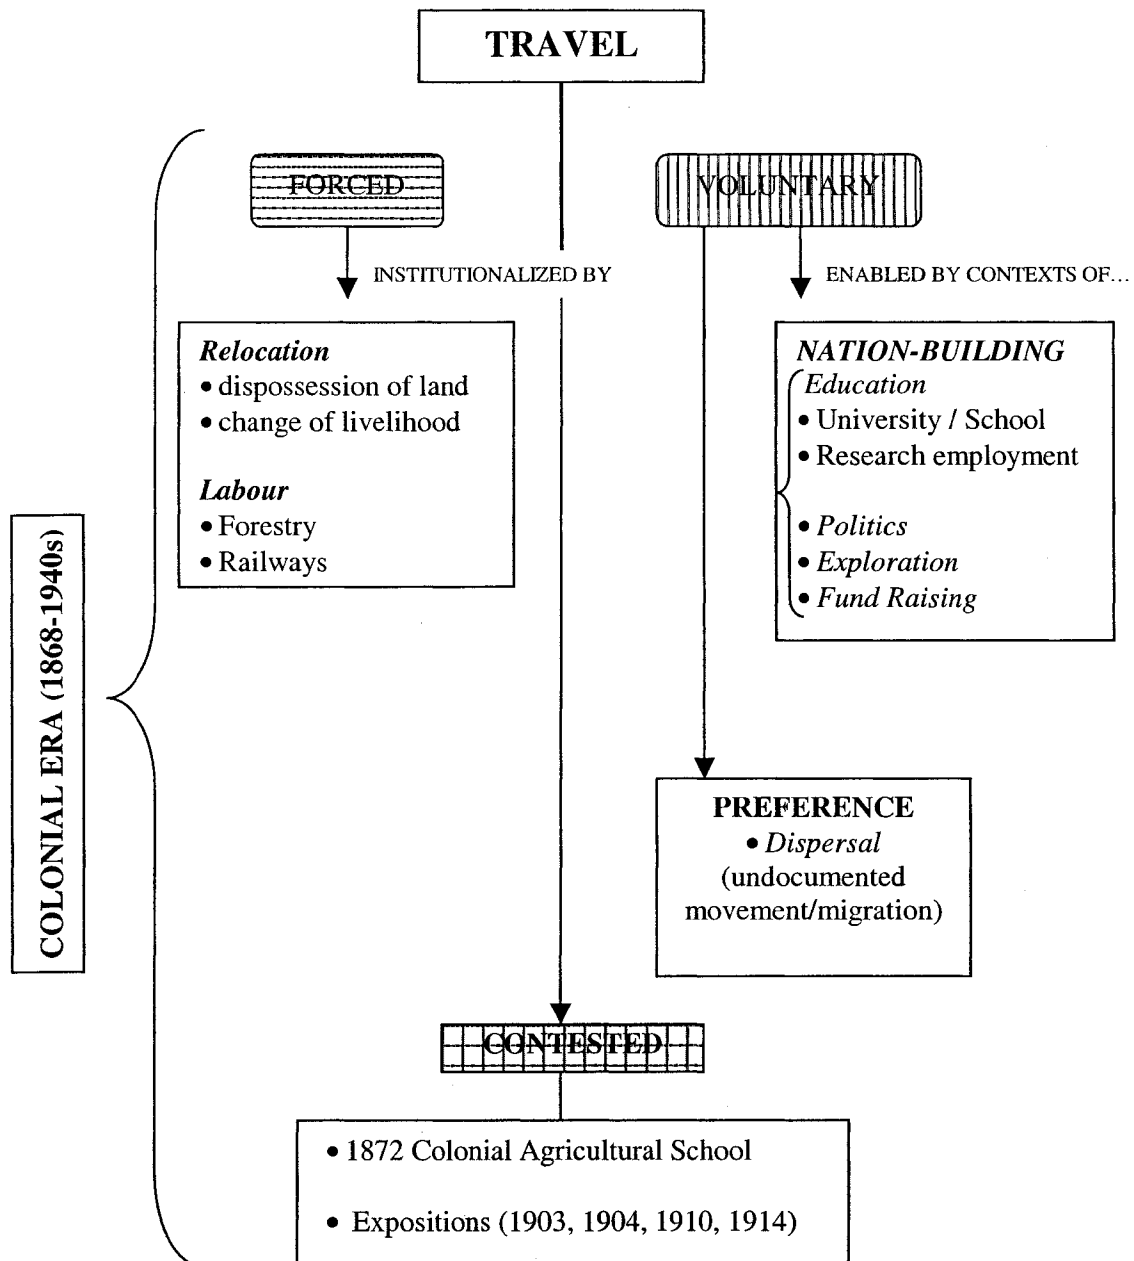 TRAVEL
FORCED
VOLUNTARY
INSTITUTIONALIZED BY
ENABLED BY CONTEXTS OF...
Relocation
• dispossession of land
• change of livelihood
Labour
• Forestry
• Railways
NATION-BUILDING
Education
• University / School
• Research employment
• Politics
• Exploration
• Fund Raising
COLONIAL ERA (1868-1940s)
PREFERENCE
• Dispersal
(undocumented
movement/migration)
CONTESTED
• 1872 Colonial Agricultural School
• Expositions (1903, 1904, 1910, 1914)